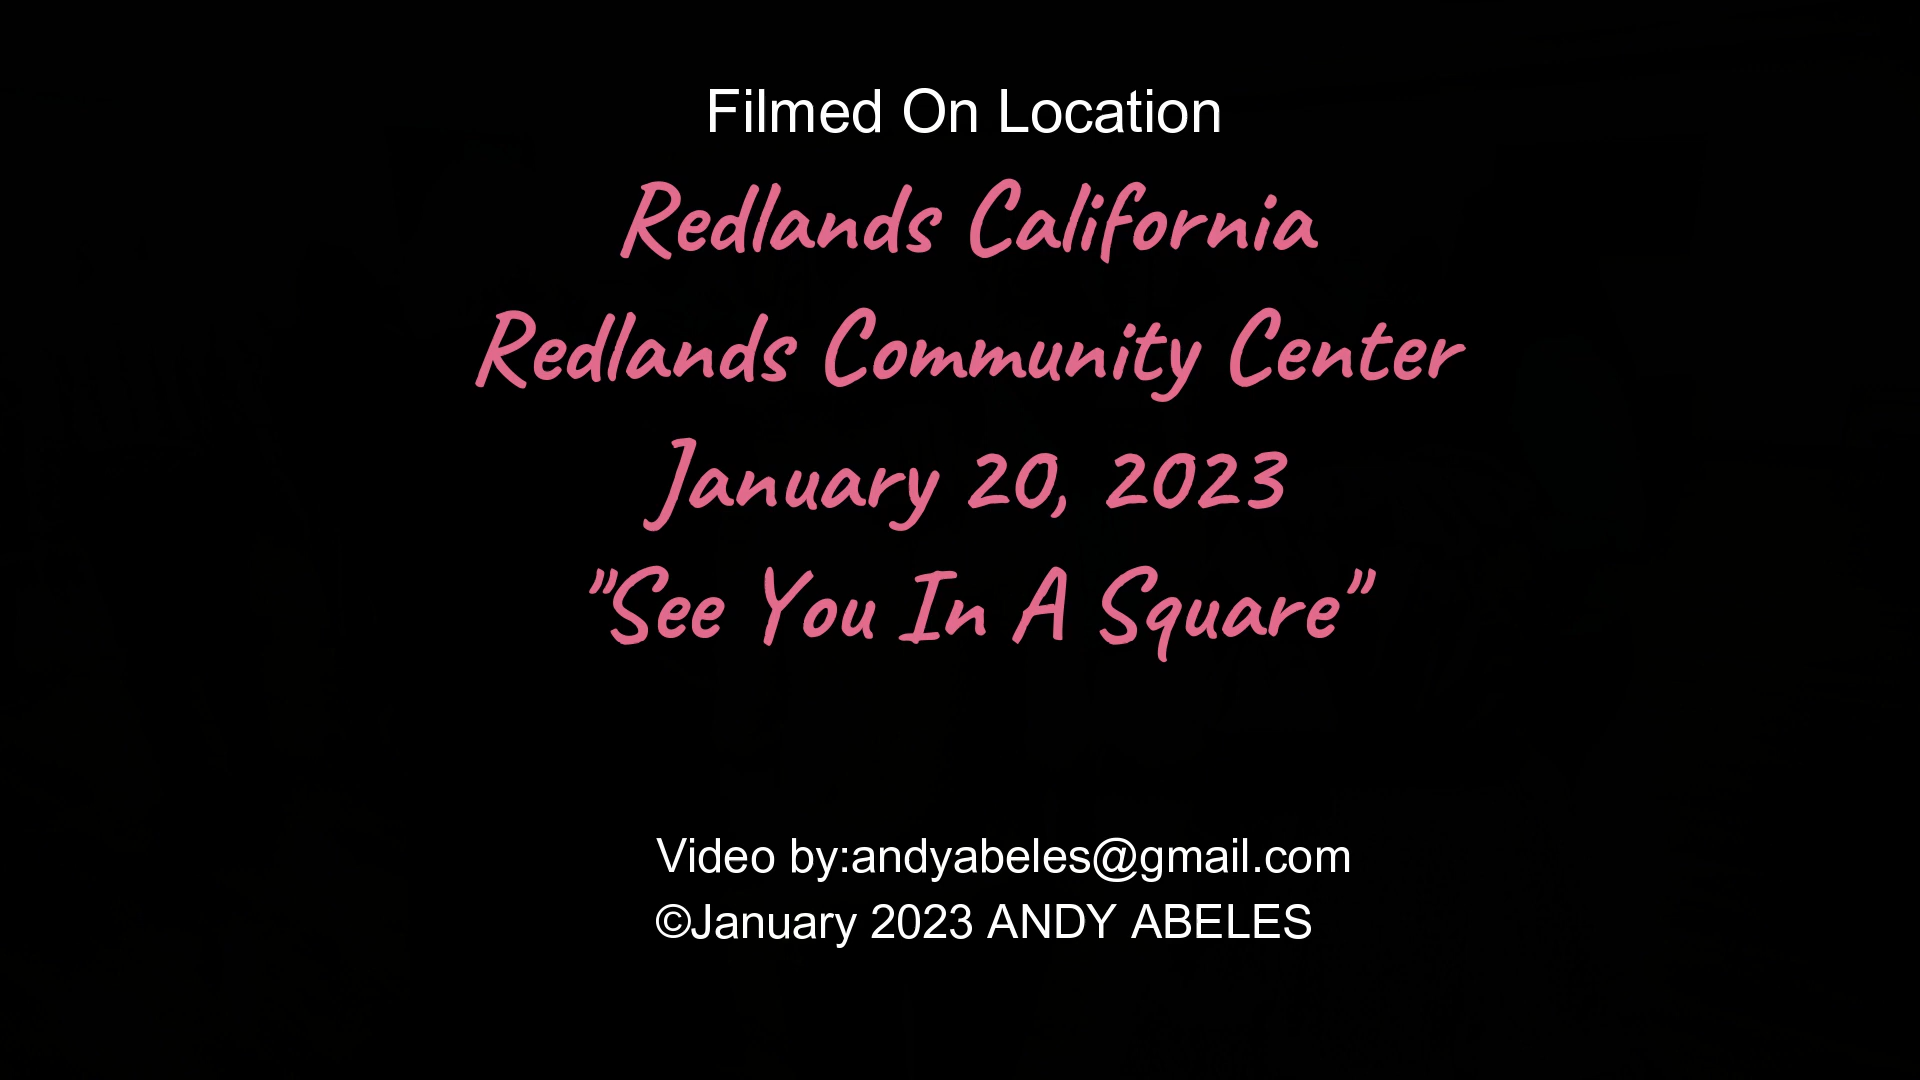 Filmed On Location
Redlands California
Redlands Community Center
January 20, 2023
"See You In A Square"
Video by:andyabeles@gmail.com
©January 2023 ANDY ABELES